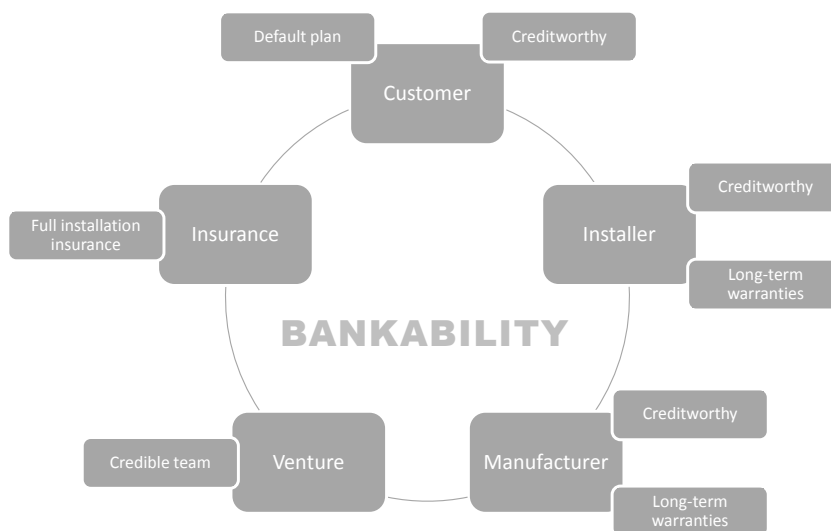 Default plan
Creditworthy
Customer
Creditworthy
Full installation
insurance
Insurance
Installer
Long-term
warranties
BANKABILITY
Creditworthy
Credible team
Venture
Manufacturer
Long-term
warranties